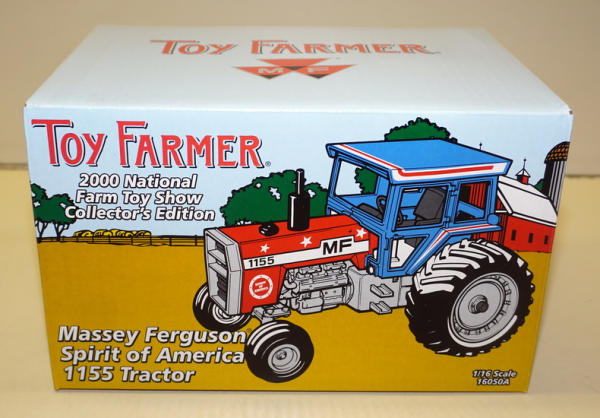 TOY FARMER
MF
TOY FARMER®
2000 National
Farm Toy Show
Collector's Edition
1155
MF
Massey Ferguson
Spirit of America
1155 Tractor
1/16 Scale
16050A